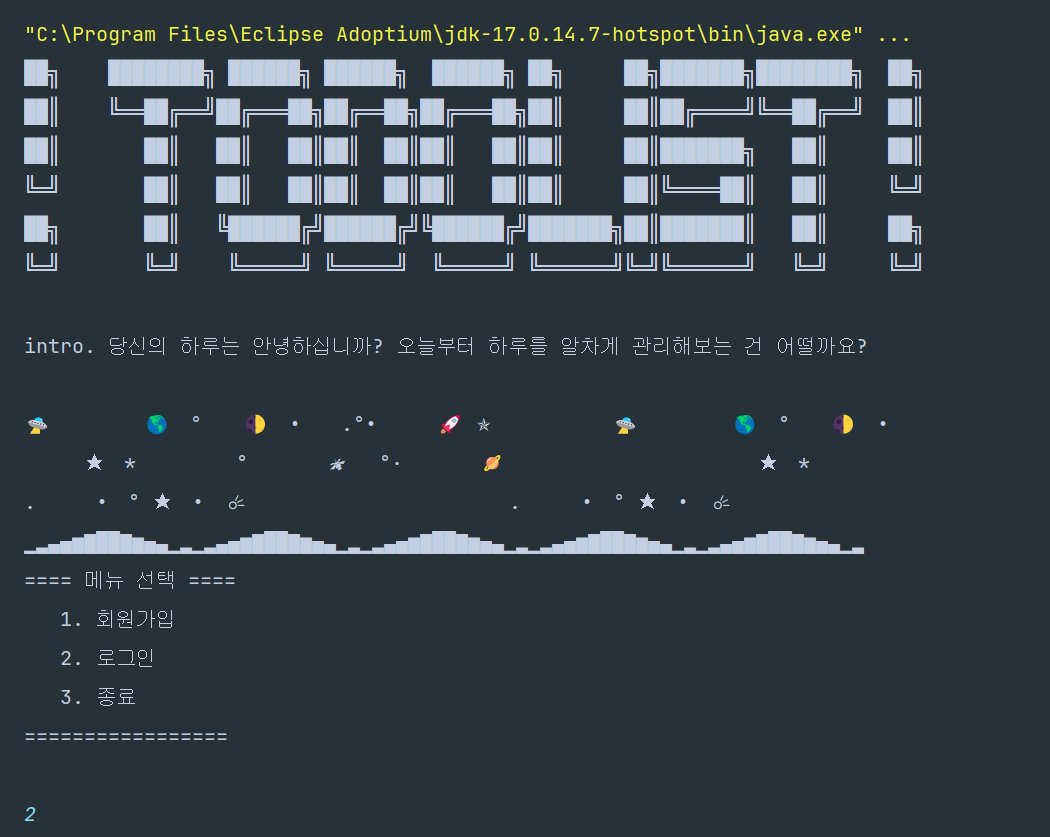 "C:\Program Files\Eclipse Adoptium\jdk-17.0.14.7-hotspot\bin\java.exe" ...
! TODOLIST !
intro. 당신의 하루는 안녕하십니까? 오늘부터 하루를 알차게 관리해보는 건 어떨까요?
==== 메뉴 선택 ====
1. 회원가입
2. 로그인
3. 종료
=================
2